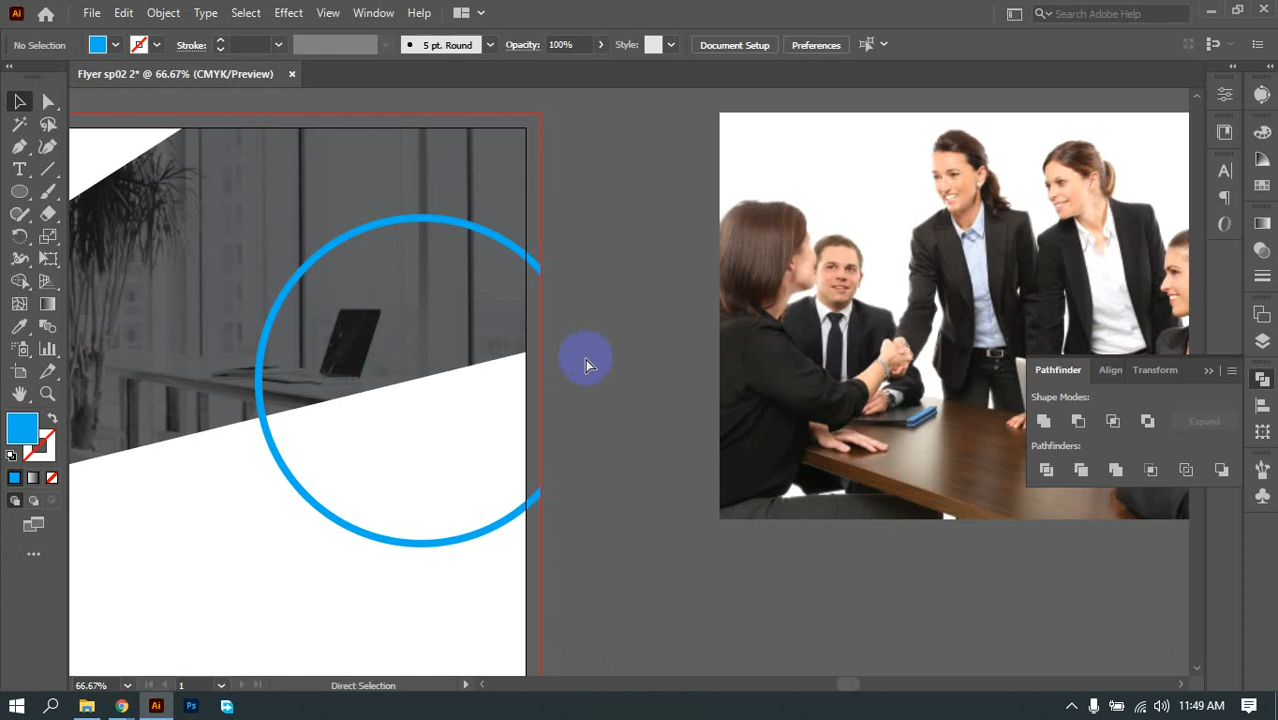 Ai File Edit Object Type Select Effect View Window Help Search Adobe Help
No Selection Stroke: 5 pt. Round Opacity: 100% Style: Document Setup Preferences
Flyer sp02 2* @ 66.67% (CMYK/Preview)
Pathfinder Align Transform
Shape Modes:
Expand
Pathfinders:
66.67% 1 Direct Selection
Ai Ps 11:49 AM